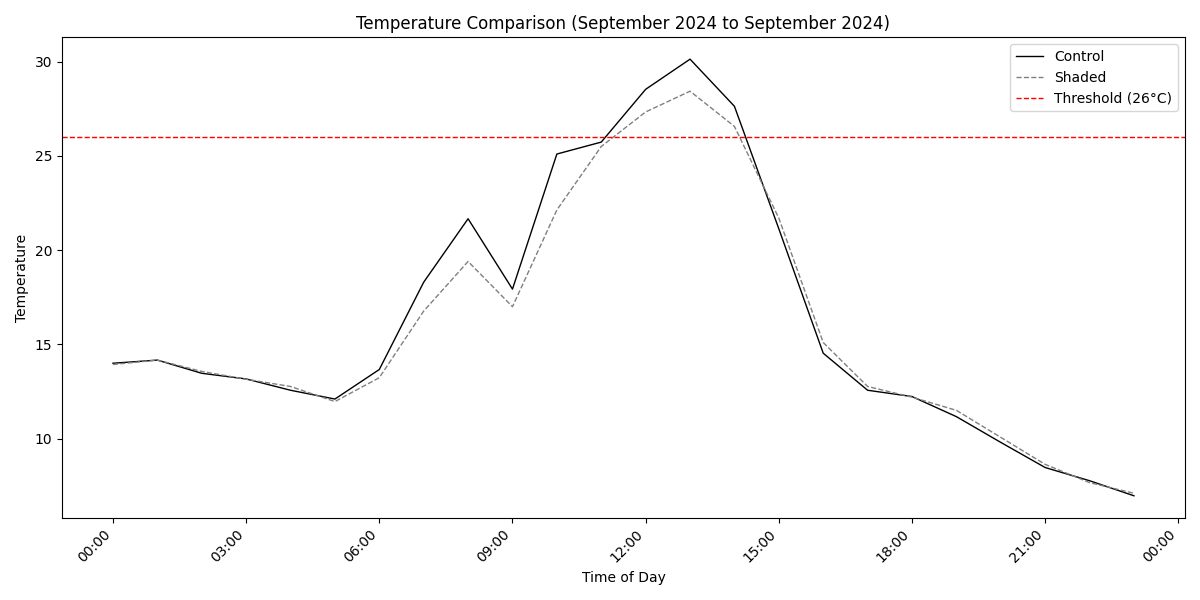 Temperature Comparison (September 2024 to September 2024)
Control
Shaded
Threshold (26°C)
Temperature
30
25
20
15
10
00:00
03:00
06:00
09:00
12:00
15:00
18:00
21:00
00:00
Time of Day